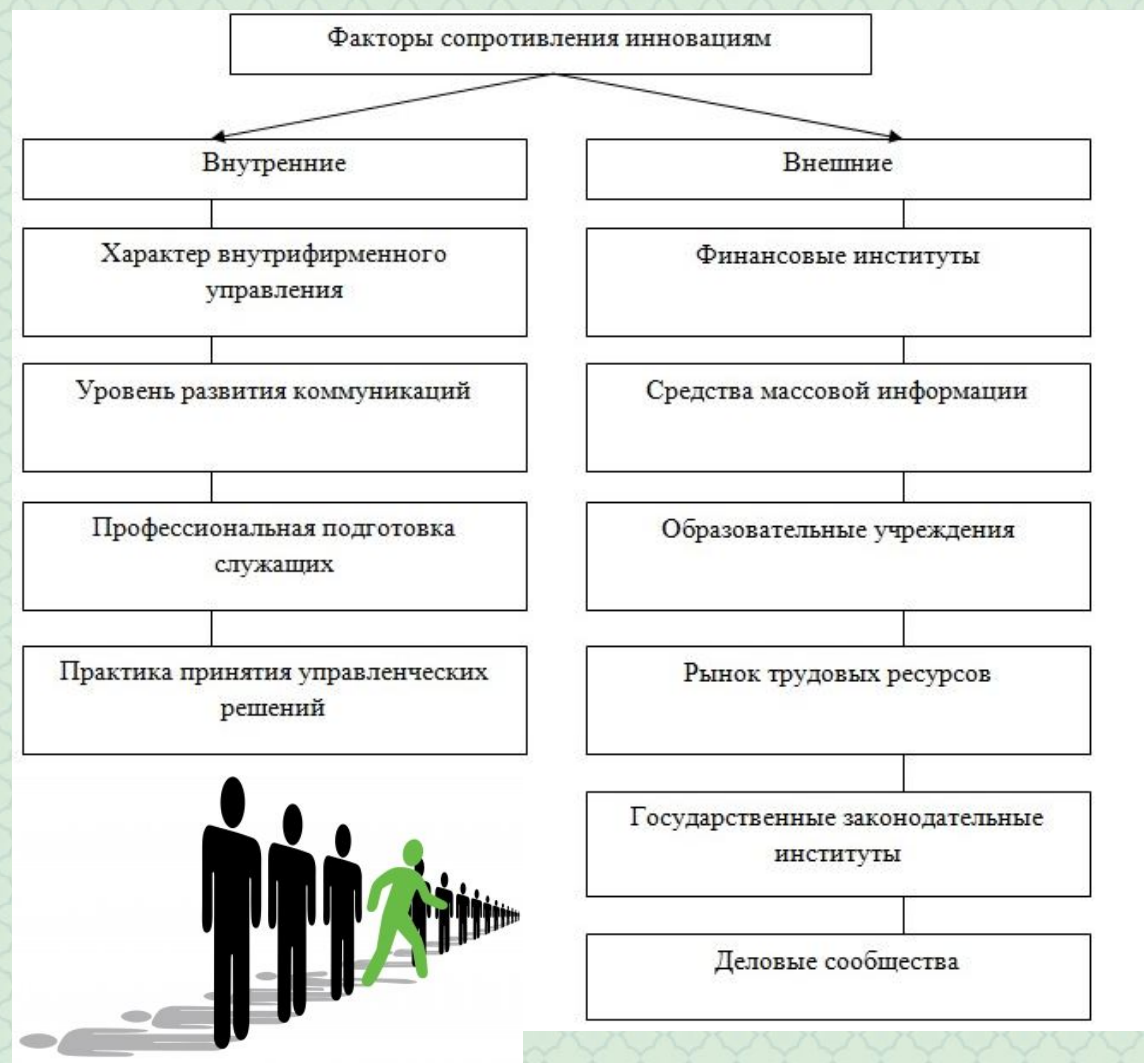 Факторы сопротивления инновациям
Внутренние
Характер внутрифирменного
управления
Уровень развития коммуникаций
Профессиональная подготовка
служащих
Практика принятия управленческих
решений
Внешние
Финансовые институты
Средства массовой информации
Образовательные учреждения
Рынок трудовых ресурсов
Государственные законодательные
институты
Деловые сообщества